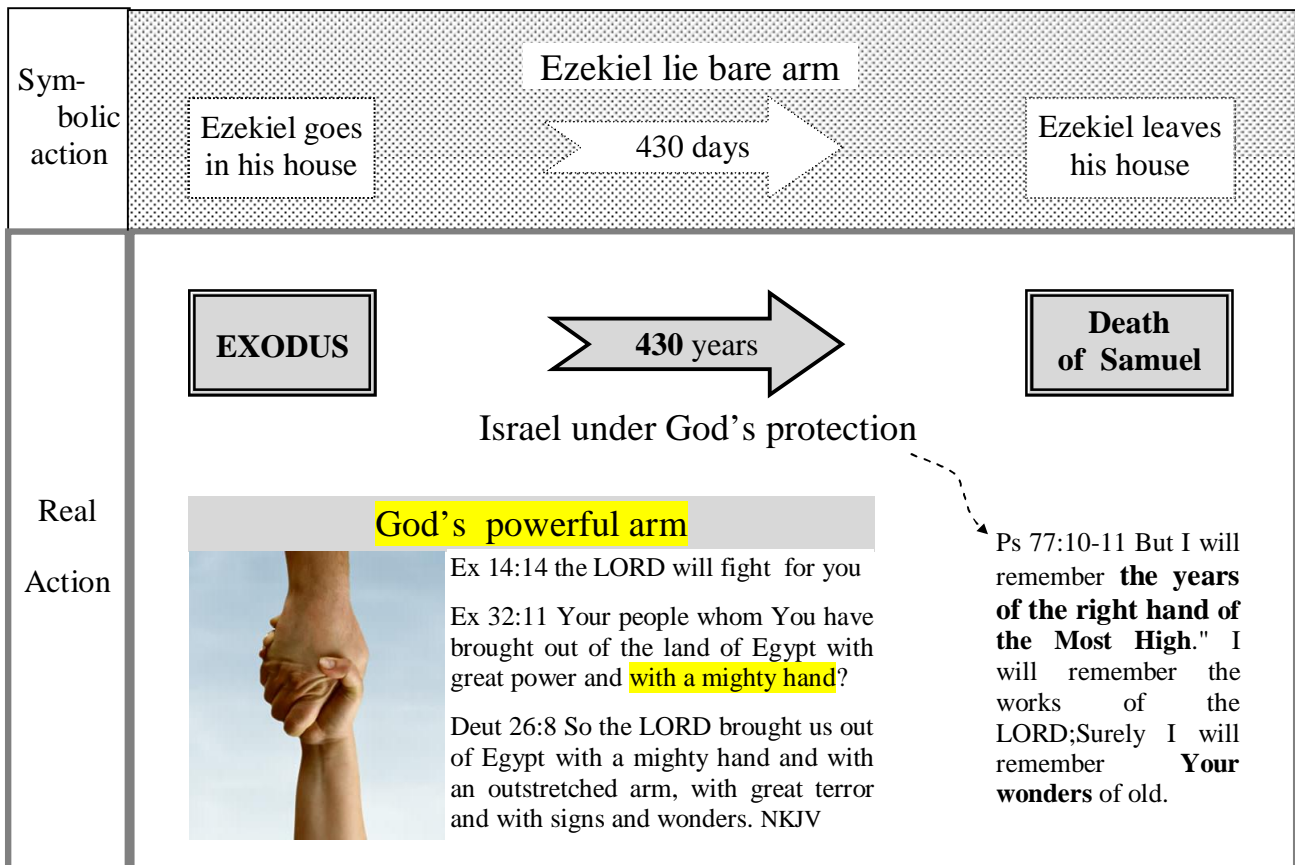 Sym-
bolic
action
Ezekiel lie bare arm
Ezekiel goes
in his house
430 days
Ezekiel leaves
his house
Real
Action
EXODUS
430 years
Death
of Samuel
Israel under God's protection
God's powerful arm
Ex 14:14 the LORD will fight for you
Ex 32:11 Your people whom You have
brought out of the land of Egypt with
great power and with a mighty hand?
Deut 26:8 So the LORD brought us out
of Egypt with a mighty hand and with
an outstretched arm, with great terror
and with signs and wonders. NKJV
Ps 77:10-11 But I will
remember the years
of the right hand of
the Most High." I
will remember the
works of the
LORD;Surely I will
remember Your
wonders of old.